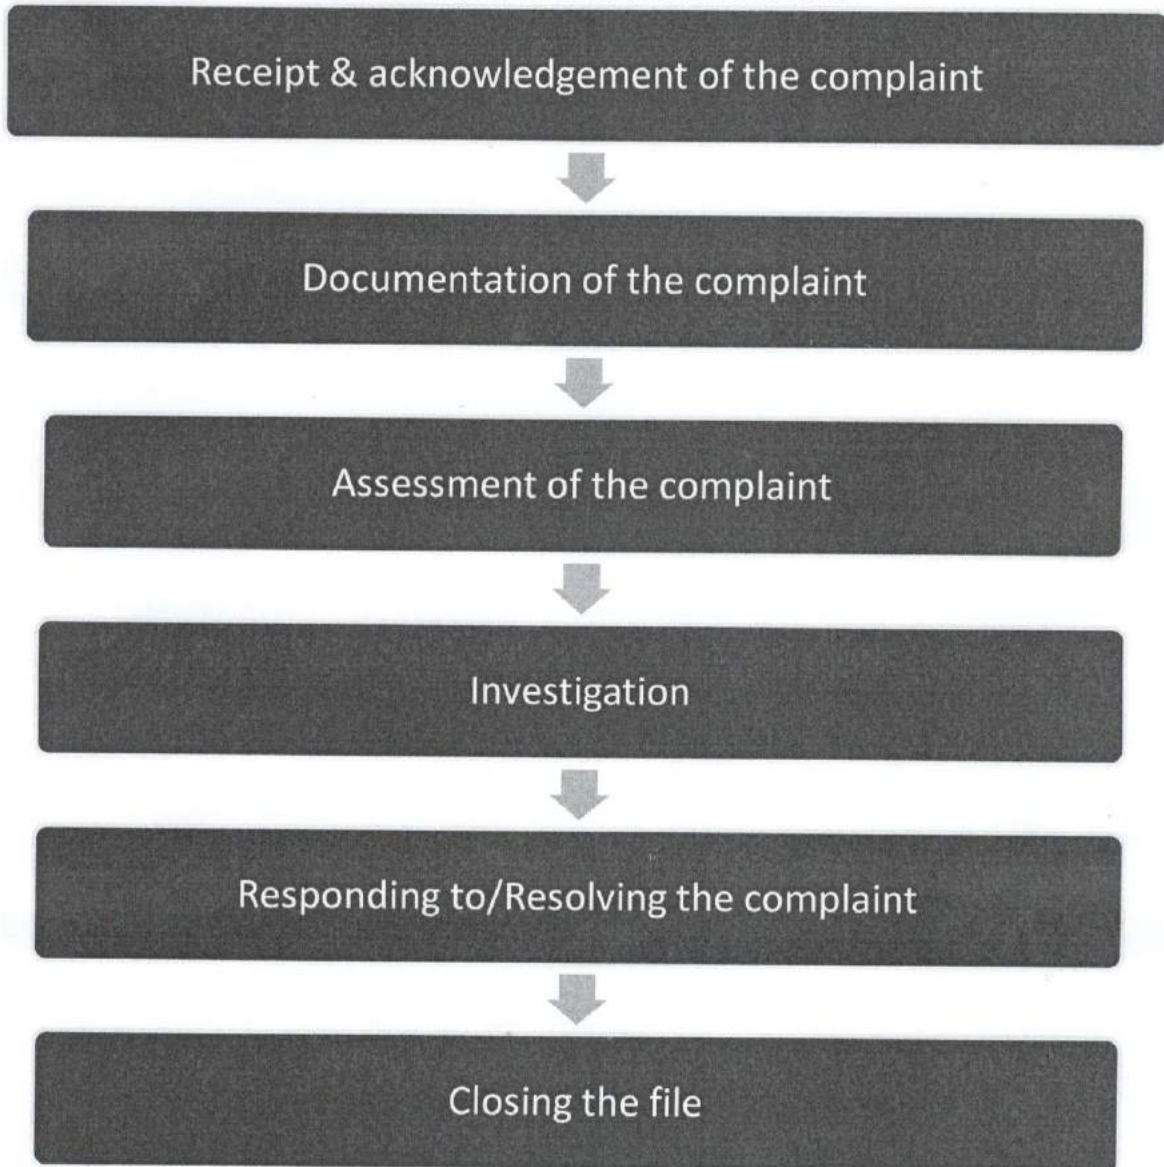 Receipt & acknowledgement of the complaint
Documentation of the complaint
Assessment of the complaint
Investigation
Responding to/Resolving the complaint
Closing the file